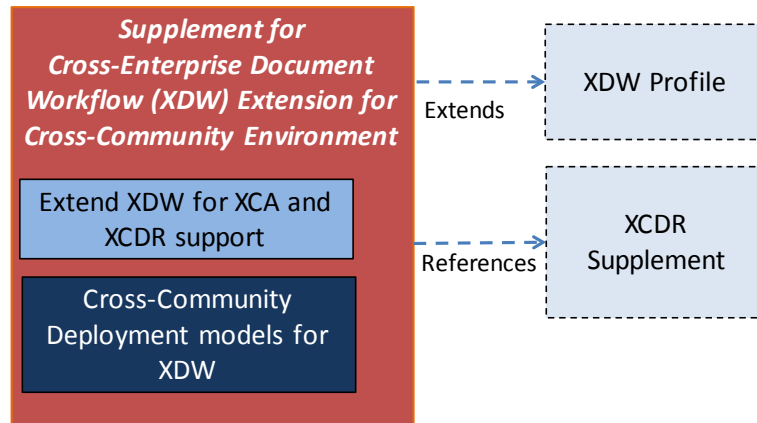 Supplement for
Cross-Enterprise Document
Workflow (XDW) Extension for
Cross-Community Environment
Extend XDW for XCA and
XCDR support
Cross-Community
Deployment models for
XDW
Extends
References
XDW Profile
XCDR
Supplement